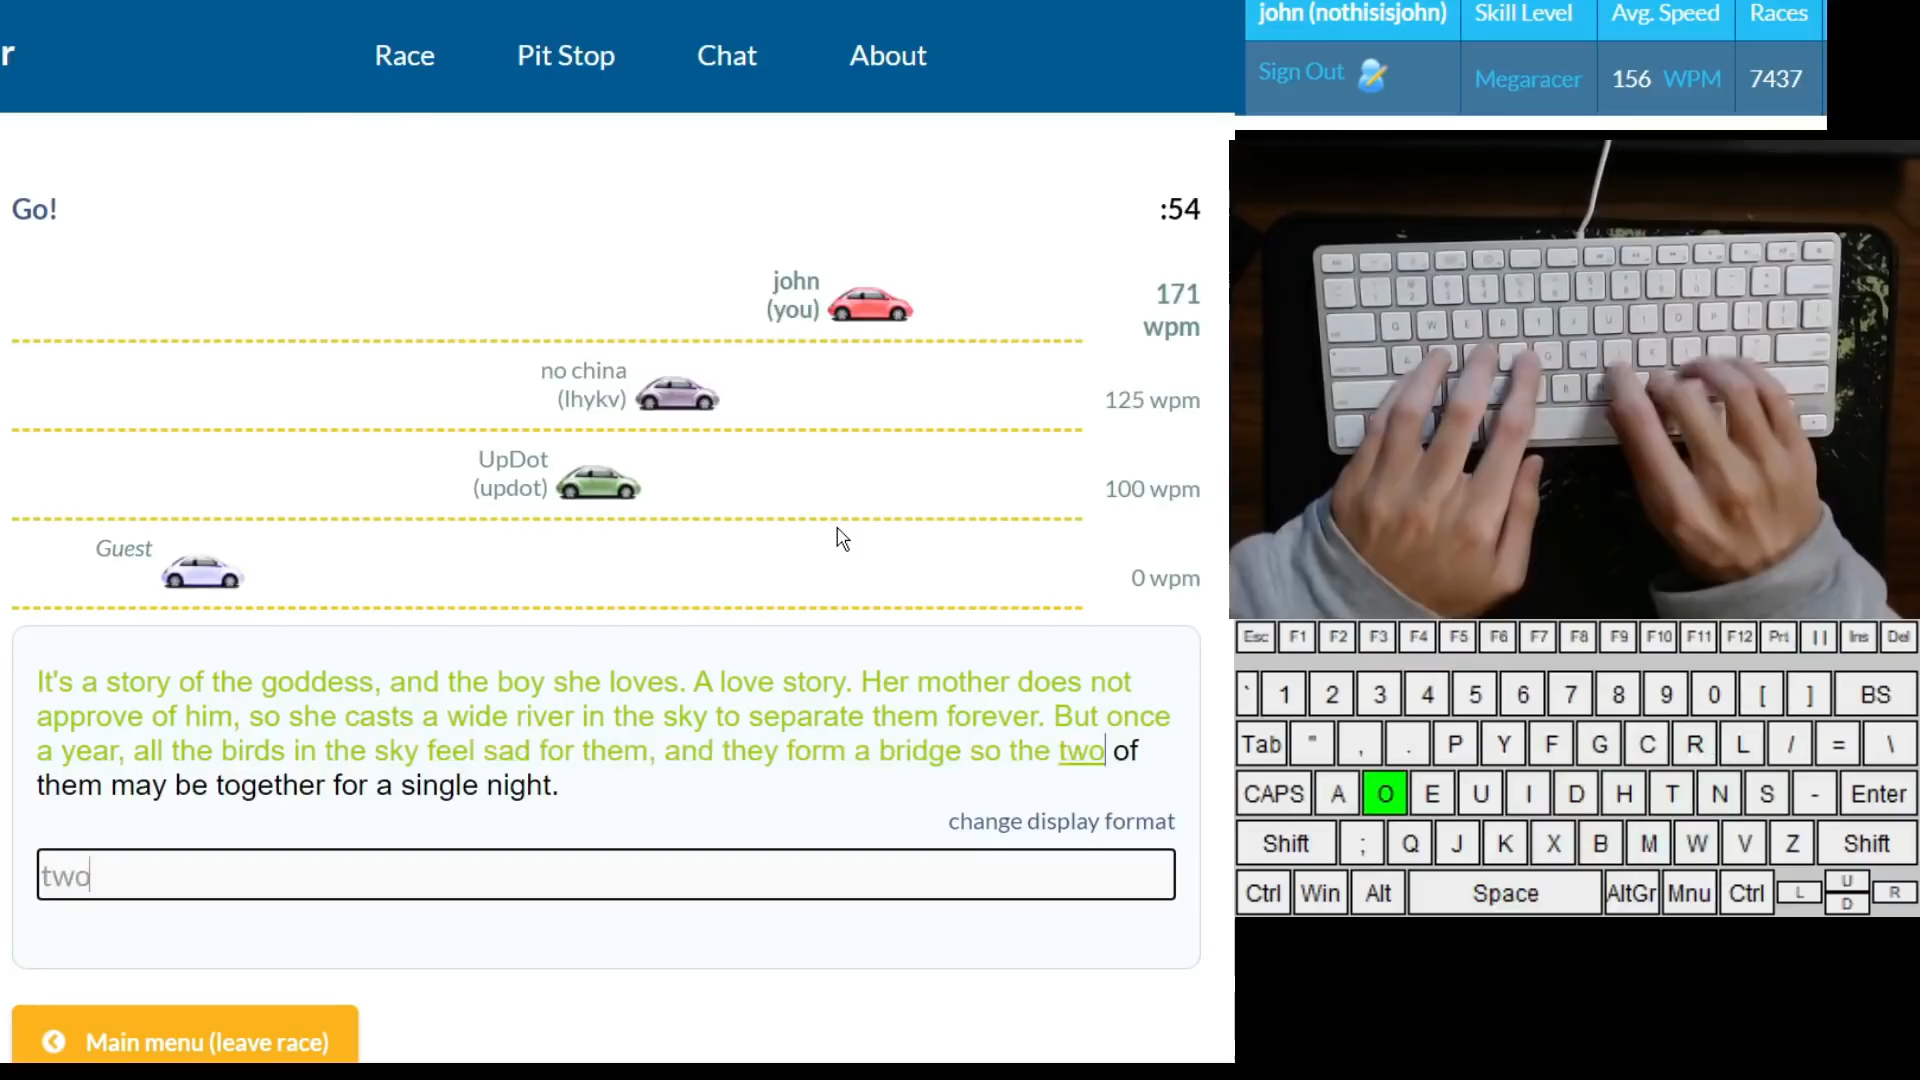 r Race Pit Stop Chat About
john (nothisisjohn) Skill Level Avg. Speed Races
Sign Out Megaracer 156 WPM 7437
Go! :54
john
(you)
171
wpm
no china
(lhykv)
125 wpm
UpDot
(updot)
100 wpm
Guest
0 wpm
It's a story of the goddess, and the boy she loves. A love story. Her mother does not
approve of him, so she casts a wide river in the sky to separate them forever. But once
a year, all the birds in the sky feel sad for them, and they form a bridge so the two of
them may be together for a single night.
change display format
two
Main menu (leave race)
Esc F1 F2 F3 F4 F5 F6 F7 F8 F9 F10 F11 F12 Prt || Ins Del
` 1 2 3 4 5 6 7 8 9 0 [ ] BS
Tab " , . P Y F G C R L / = \
CAPS A O E U I D H T N S - Enter
Shift ; Q J K X B M W V Z Shift
Ctrl Win Alt Space AltGr Mnu Ctrl L U D R